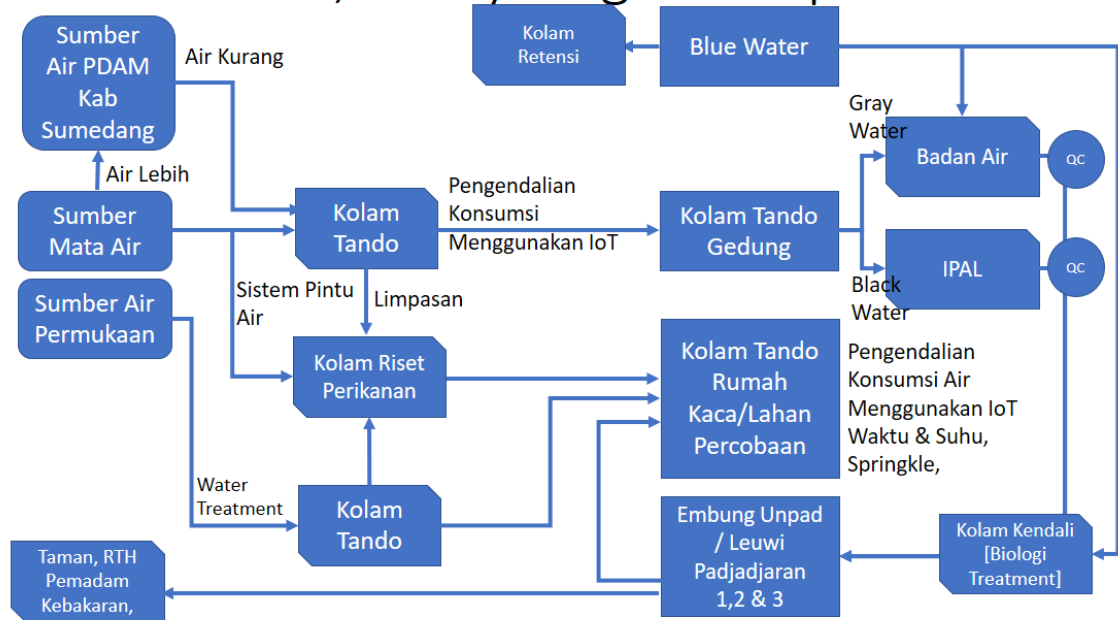 Sumber
Air PDAM
Kab
Sumedang
Air Kurang
Kolam
Retensi
Blue Water
Gray
Water
Badan Air
QC
Air Lebih
Sumber
Mata Air
Kolam
Tando
Pengendalian
Konsumsi
Menggunakan IoT
Kolam Tando
Gedung
IPAL
QC
Black
Water
Sumber Air
Permukaan
Sistem Pintu
Air
Limpasan
Kolam Riset
Perikanan
Kolam Tando
Rumah
Kaca/Lahan
Percobaan
Pengendalian
Konsumsi Air
Menggunakan IoT
Waktu & Suhu,
Springkle,
Water
Treatment
Kolam
Tando
Embung Unpad
/ Leuwi
Padjadjaran
1,2 & 3
Kolam Kendali
[Biologi
Treatment]
Taman, RTH
Pemadam
Kebakaran,